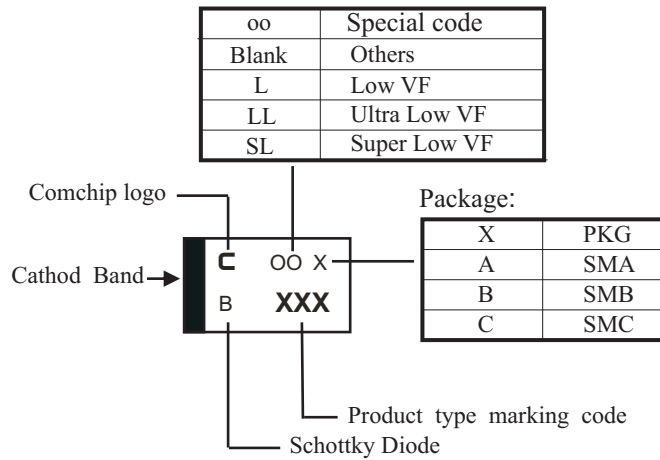 oo Special code
Blank Others
L Low VF
LL Ultra Low VF
SL Super Low VF
Comchip logo
Package:
X PKG
A SMA
B SMB
C SMC
Cathod Band
C OO X
B XXX
Product type marking code
Schottky Diode